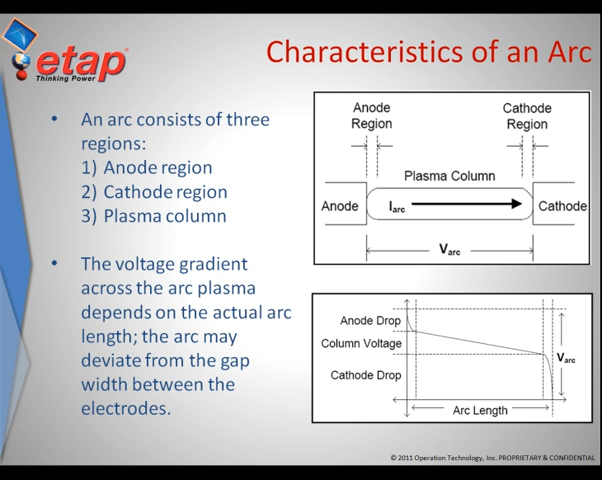 etap®
Thinking Power™
Characteristics of an Arc
• An arc consists of three
regions:
1) Anode region
2) Cathode region
3) Plasma column
• The voltage gradient
across the arc plasma
depends on the actual arc
length; the arc may
deviate from the gap
width between the
electrodes.
Anode
Region
Cathode
Region
Plasma Column
Anode
Iarc
Cathode
Varc
Anode Drop
Column Voltage
Varc
Cathode Drop
Arc Length
© 2011 Operation Technology, Inc. PROPRIETARY & CONFIDENTIAL